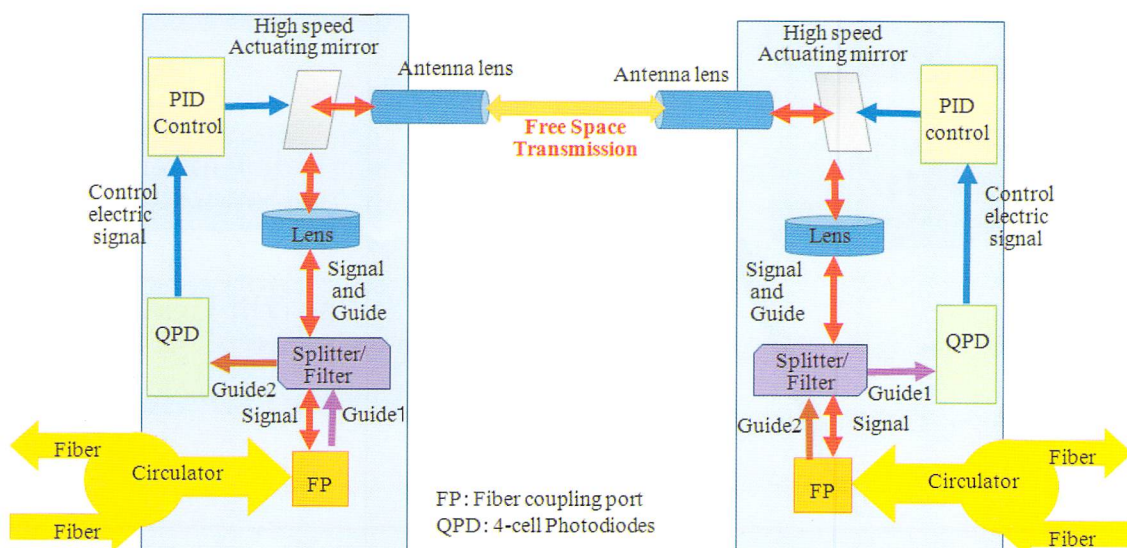 High speed
Actuating mirror
Antenna lens
PID
Control
Control
electric
signal
Lens
Signal
and
Guide
QPD
Splitter/
Filter
Guide2
Signal
Guide1
Fiber
Circulator
FP
Fiber
Free Space
Transmission
FP: Fiber coupling port
QPD: 4-cell Photodiodes
High speed
Actuating mirror
Antenna lens
PID
control
Control
electric
signal
Lens
Signal
and
Guide
QPD
Splitter/
Filter
Guide1
Guide2
Signal
Fiber
Circulator
FP
Fiber